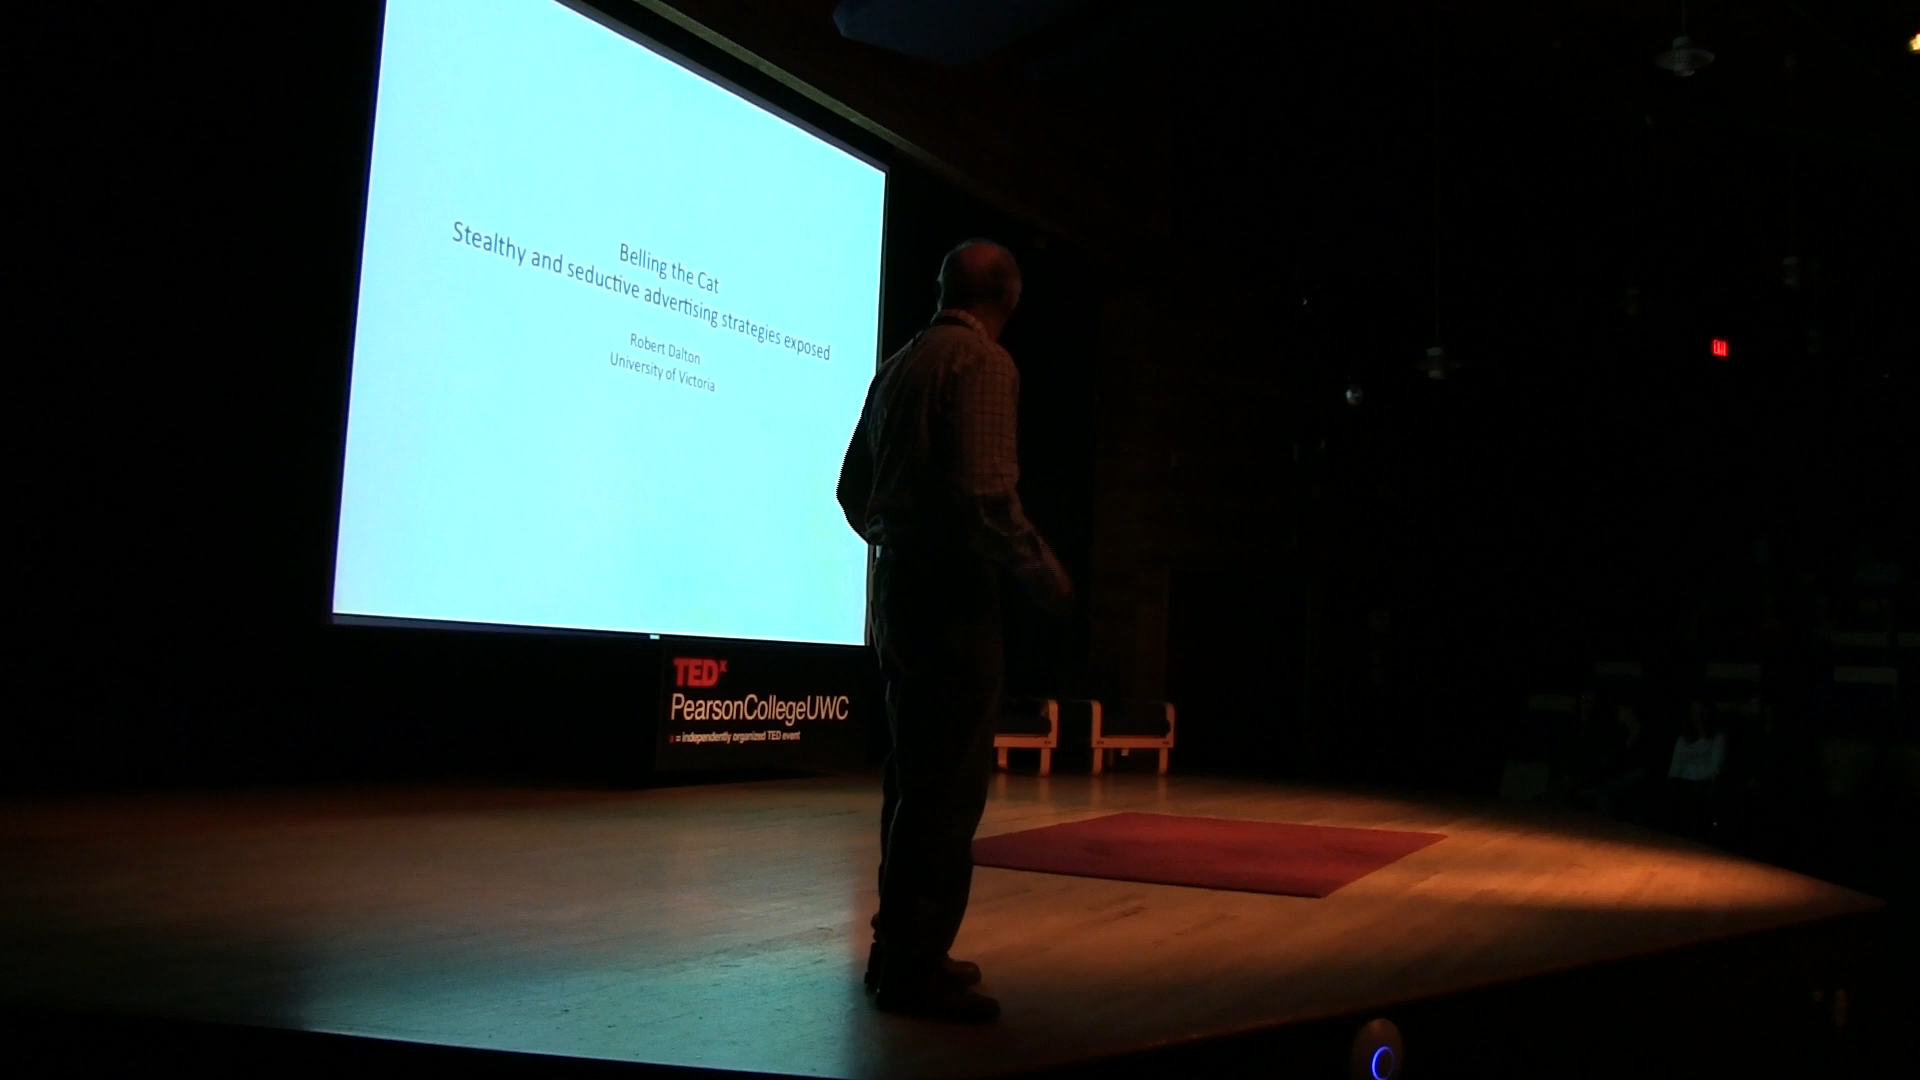 Belling the Cat
Stealthy and seductive advertising strategies exposed
Robert Dalton
University of Victoria
TEDx
PearsonCollegeUWC
x = independently organized TED event